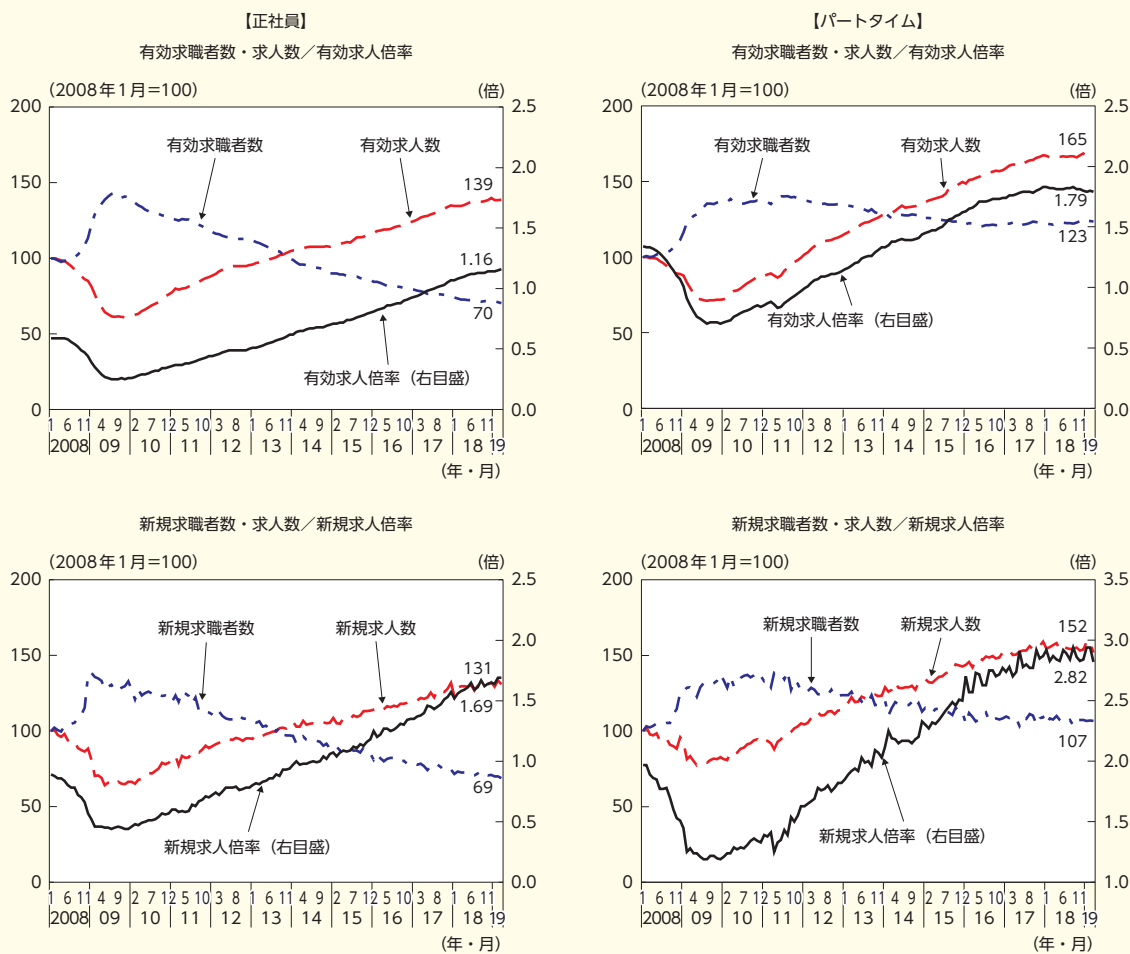 【正社員】
有効求職者数・求人数／有効求人倍率
(2008年1月=100)
(倍)
200
150
100
50
0
2.5
2.0
1.5
1.0
0.5
0.0
有効求職者数
有効求人数
139
1.16
70
有効求人倍率（右目盛）
1 6 11 4 9 2 7 12 5 10 3 8 1 6 11 4 9 2 7 12 5 10 3 8 1 6 11 1
2008 09 10 11 12 13 14 15 16 17 18 19
(年・月)
【パートタイム】
有効求職者数・求人数／有効求人倍率
(2008年1月=100)
(倍)
200
150
100
50
0
2.5
2.0
1.5
1.0
0.5
0.0
有効求職者数
有効求人数
165
1.79
123
有効求人倍率（右目盛）
1 6 11 4 9 2 7 12 5 10 3 8 1 6 11 4 9 2 7 12 5 10 3 8 1 6 11 1
2008 09 10 11 12 13 14 15 16 17 18 19
(年・月)
新規求職者数・求人数／新規求人倍率
(2008年1月=100)
(倍)
200
150
100
50
0
2.5
2.0
1.5
1.0
0.5
0.0
新規求職者数
新規求人数
131
1.69
69
新規求人倍率（右目盛）
1 6 11 4 9 2 7 12 5 10 3 8 1 6 11 4 9 2 7 12 5 10 3 8 1 6 11 1
2008 09 10 11 12 13 14 15 16 17 18 19
(年・月)
新規求職者数・求人数／新規求人倍率
(2008年1月=100)
(倍)
200
150
100
50
0
3.5
3.0
2.5
2.0
1.5
1.0
新規求職者数
新規求人数
152
2.82
107
新規求人倍率（右目盛）
1 6 11 4 9 2 7 12 5 10 3 8 1 6 11 4 9 2 7 12 5 10 3 8 1 6 11 1
2008 09 10 11 12 13 14 15 16 17 18 19
(年・月)